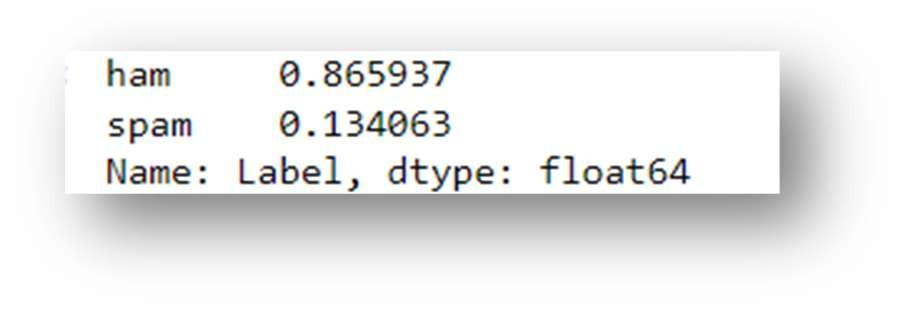 ham 0.865937
spam 0.134063
Name: Label, dtype: float64